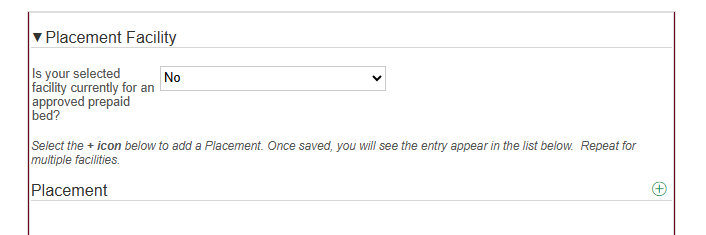 ▼ Placement Facility
Is your selected
facility currently for an
approved prepaid
bed?
No
Select the + icon below to add a Placement. Once saved, you will see the entry appear in the list below. Repeat for
multiple facilities.
Placement